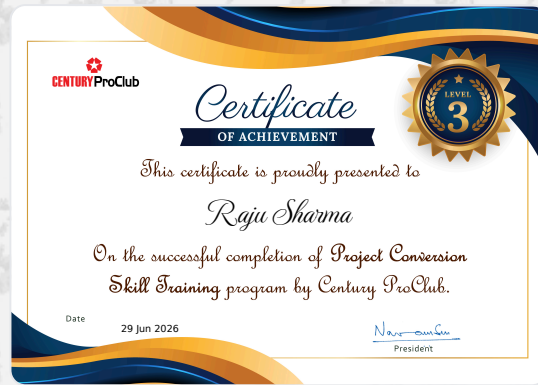 CENTURY ProClub
Certificate
OF ACHIEVEMENT
LEVEL
3
This certificate is proudly presented to
Raju Sharma
On the successful completion of Project Conversion
Skill Training program by Century ProClub.
Date
29 Jun 2026
President